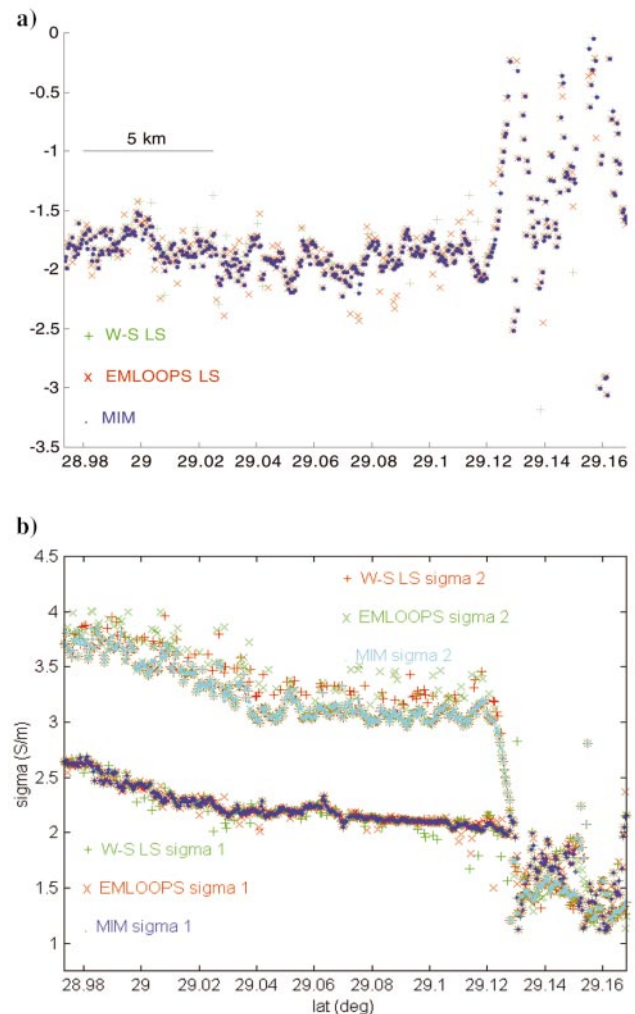 a)
0
-0.5
-1
-1.5
-2
-2.5
-3
-3.5
5 km
+ W-S LS
× EMLOOPS LS
. MIM
28.98 29 29.02 29.04 29.06 29.08 29.1 29.12 29.14 29.16
b)
4.5
4
3.5
3
2.5
2
1.5
1
sigma (S/m)
+ W-S LS sigma 2
× EMLOOPS sigma 2
MIM sigma 2
+ W-S LS sigma 1
× EMLOOPS sigma 1
. MIM sigma 1
28.98 29 29.02 29.04 29.06 29.08 29.1 29.12 29.14 29.16
lat (deg)